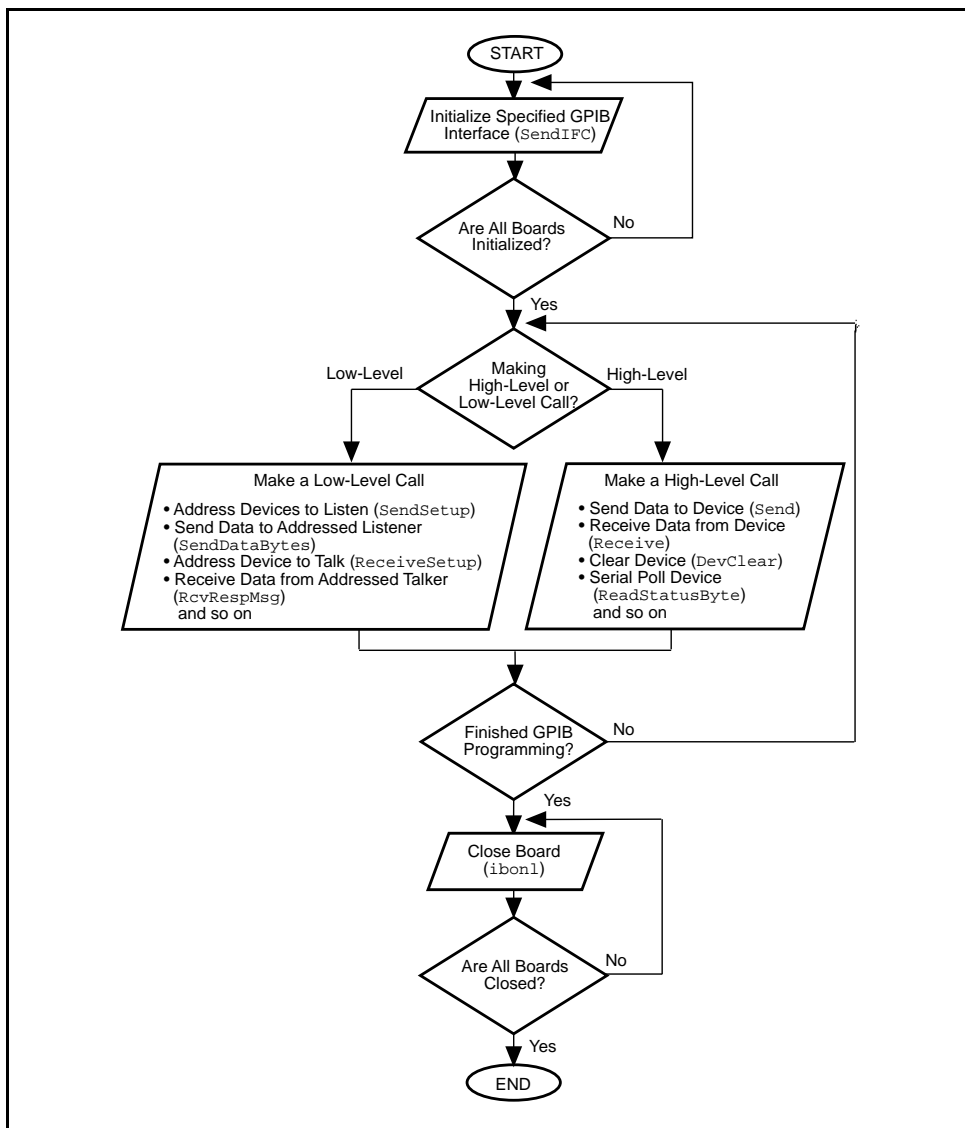 START
Initialize Specified GPIB
Interface (SendIFC)
Are All Boards
Initialized?
No
Yes
Making
High-Level or
Low-Level Call?
Low-Level
High-Level
Make a Low-Level Call
• Address Devices to Listen (SendSetup)
• Send Data to Addressed Listener
(SendDataBytes)
• Address Device to Talk (ReceiveSetup)
• Receive Data from Addressed Talker
(RcvRespMsg)
and so on
Make a High-Level Call
• Send Data to Device (Send)
• Receive Data from Device
(Receive)
• Clear Device (DevClear)
• Serial Poll Device
(ReadStatusByte)
and so on
Finished GPIB
Programming?
No
Yes
Close Board
(ibonl)
Are All Boards
Closed?
No
Yes
END